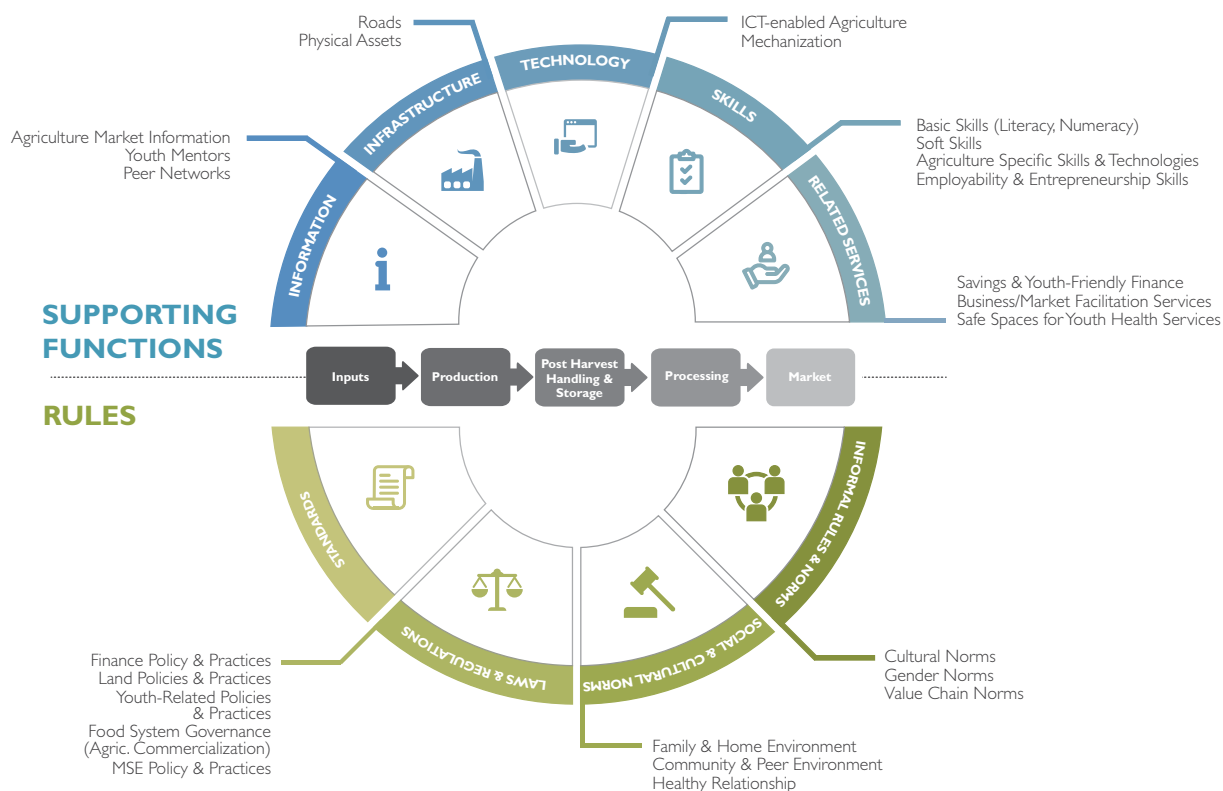 Roads
Physical Assets
ICT-enabled Agriculture
Mechanization
TECHNOLOGY
INFRASTRUCTURE
SKILLS
Agriculture Market Information
Youth Mentors
Peer Networks
Basic Skills (Literacy, Numeracy)
Soft Skills
Agriculture Specific Skills & Technologies
Employability & Entrepreneurship Skills
INFORMATION
RELATED SERVICES
Savings & Youth-Friendly Finance
Business/Market Facilitation Services
Safe Spaces for Youth Health Services
SUPPORTING
FUNCTIONS
Inputs
Production
Post Harvest
Handling &
Storage
Processing
Market
RULES
STANDARDS
LAWS & REGULATIONS
SOCIAL & CULTURAL NORMS
INFORMAL RULES & NORMS
Finance Policy & Practices
Land Policies & Practices
Youth-Related Policies
& Practices
Food System Governance
(Agric. Commercialization)
MSE Policy & Practices
Cultural Norms
Gender Norms
Value Chain Norms
Family & Home Environment
Community & Peer Environment
Healthy Relationship